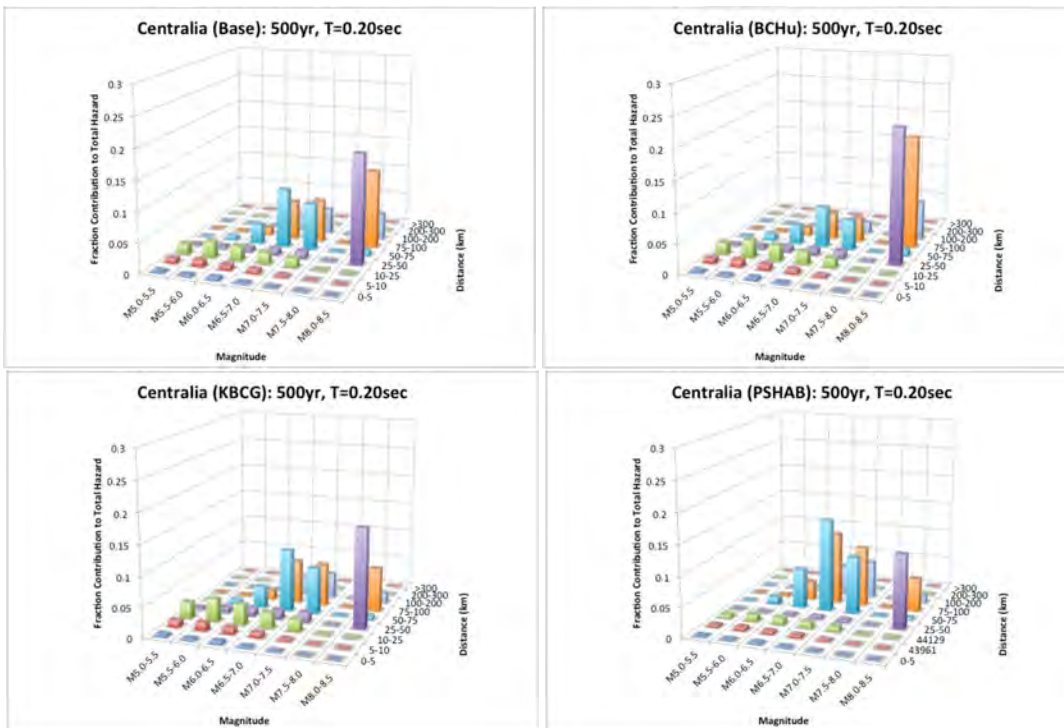 Centralia (Base): 500yr, T=0.20sec
Fraction Contribution to Total Hazard
0.3
0.25
0.2
0.15
0.1
0.05
0
M5.0-5.5
M5.5-6.0
M6.0-6.5
M6.5-7.0
M7.0-7.5
M7.5-8.0
M8.0-8.5
Magnitude
>300
200-300
100-200
75-100
50-75
25-50
10-25
5-10
0-5
Distance (km)
Centralia (BCHu): 500yr, T=0.20sec
Fraction Contribution to Total Hazard
0.3
0.25
0.2
0.15
0.1
0.05
0
M5.0-5.5
M5.5-6.0
M6.0-6.5
M6.5-7.0
M7.0-7.5
M7.5-8.0
M8.0-8.5
Magnitude
>300
200-300
100-200
75-100
50-75
25-50
10-25
5-10
0-5
Distance (km)
Centralia (KBCG): 500yr, T=0.20sec
Fraction Contribution to Total Hazard
0.3
0.25
0.2
0.15
0.1
0.05
0
M5.0-5.5
M5.5-6.0
M6.0-6.5
M6.5-7.0
M7.0-7.5
M7.5-8.0
M8.0-8.5
Magnitude
>300
200-300
100-200
75-100
50-75
25-50
10-25
5-10
0-5
Distance (km)
Centralia (PSHAB): 500yr, T=0.20sec
Fraction Contribution to Total Hazard
0.3
0.25
0.2
0.15
0.1
0.05
0
M5.0-5.5
M5.5-6.0
M6.0-6.5
M6.5-7.0
M7.0-7.5
M7.5-8.0
M8.0-8.5
Magnitude
>300
200-300
100-200
75-100
50-75
25-50
44129
43961
0-5
Distance (km)